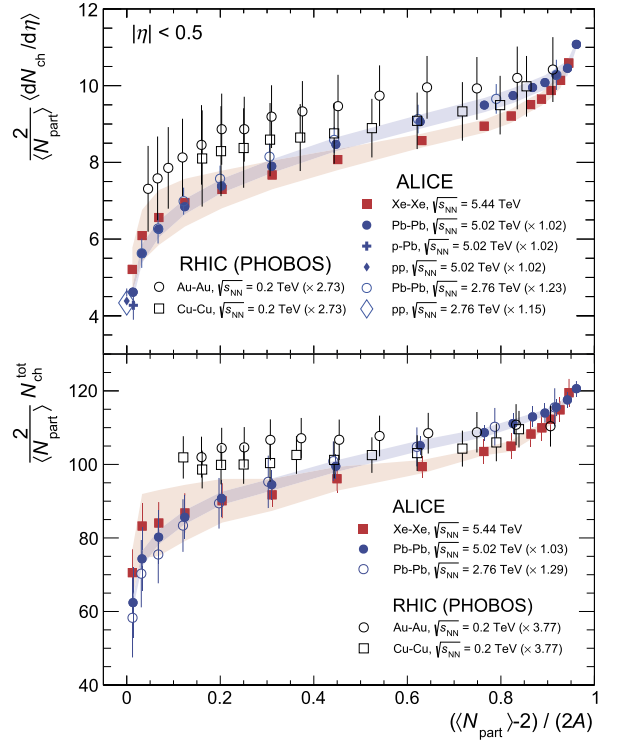 |η| < 0.5
2/⟨N_part⟩ ⟨dN_ch/dη⟩
12
10
8
6
4
ALICE
Xe-Xe, √s_NN = 5.44 TeV
Pb-Pb, √s_NN = 5.02 TeV (× 1.02)
p-Pb, √s_NN = 5.02 TeV (× 1.02)
pp, √s_NN = 5.02 TeV (× 1.02)
Pb-Pb, √s_NN = 2.76 TeV (× 1.23)
pp, √s_NN = 2.76 TeV (× 1.15)
RHIC (PHOBOS)
Au-Au, √s_NN = 0.2 TeV (× 2.73)
Cu-Cu, √s_NN = 0.2 TeV (× 2.73)
2/⟨N_part⟩ N_ch^tot
120
100
80
60
40
ALICE
Xe-Xe, √s_NN = 5.44 TeV
Pb-Pb, √s_NN = 5.02 TeV (× 1.03)
Pb-Pb, √s_NN = 2.76 TeV (× 1.29)
RHIC (PHOBOS)
Au-Au, √s_NN = 0.2 TeV (× 3.77)
Cu-Cu, √s_NN = 0.2 TeV (× 3.77)
0 0.2 0.4 0.6 0.8 1
(⟨N_part⟩-2) / (2A)